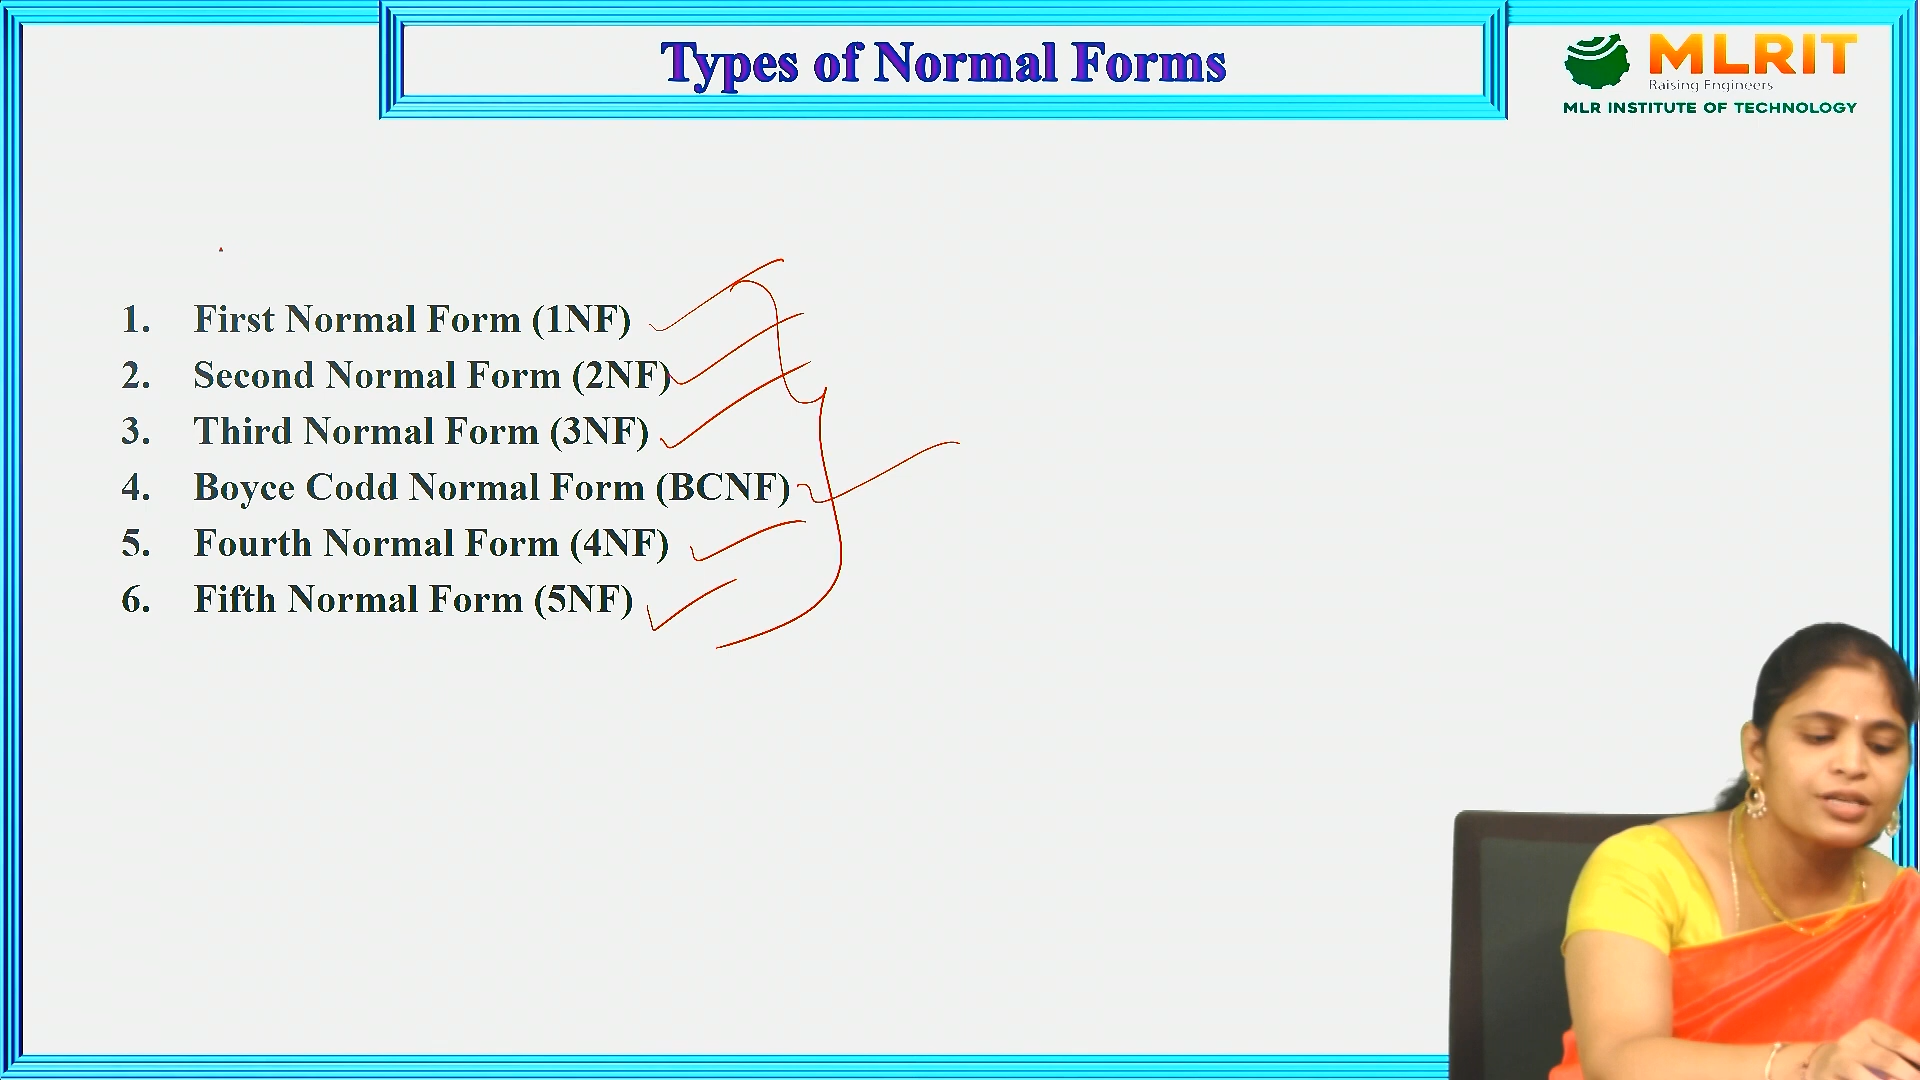 Types of Normal Forms
MLRIT
Raising Engineers
MLR INSTITUTE OF TECHNOLOGY
1. First Normal Form (1NF)
2. Second Normal Form (2NF)
3. Third Normal Form (3NF)
4. Boyce Codd Normal Form (BCNF)
5. Fourth Normal Form (4NF)
6. Fifth Normal Form (5NF)